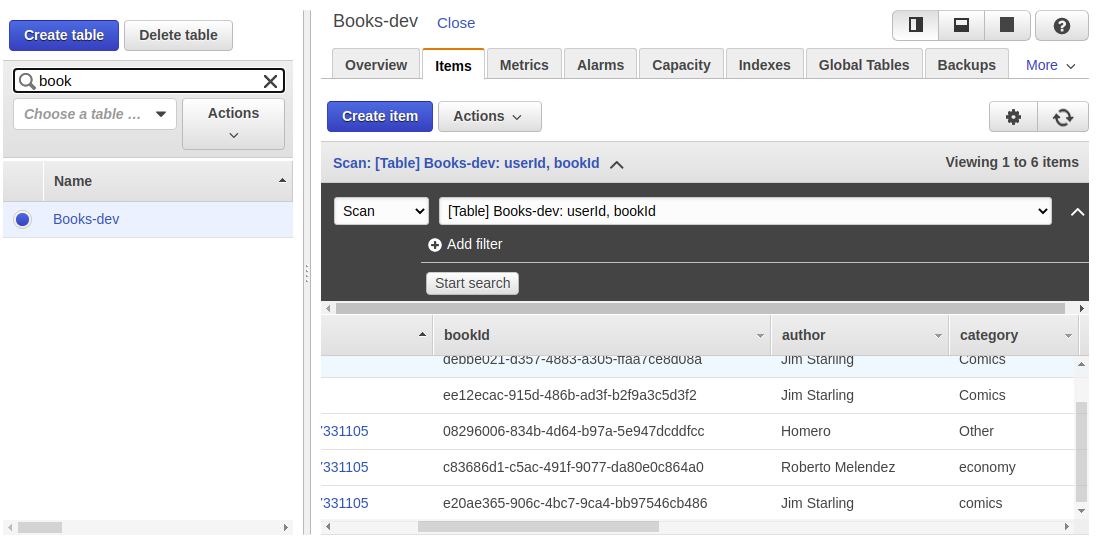 Create table Delete table
book
Choose a table ... Actions
Name
Books-dev
Books-dev Close
Overview Items Metrics Alarms Capacity Indexes Global Tables Backups More
Create item Actions
Scan: [Table] Books-dev: userId, bookId Viewing 1 to 6 items
Scan [Table] Books-dev: userId, bookId
Add filter
Start search
bookId author category
debbe021-d357-4883-a305-ffaa7ce8d08a Jim Starling Comics
ee12ecac-915d-486b-ad3f-b2f9a3c5d3f2 Jim Starling Comics
7331105 08296006-834b-4d64-b97a-5e947dcddfcc Homero Other
7331105 c83686d1-c5ac-491f-9077-da80e0c864a0 Roberto Melendez economy
7331105 e20ae365-906c-4bc7-9ca4-bb97546cb486 Jim Starling comics